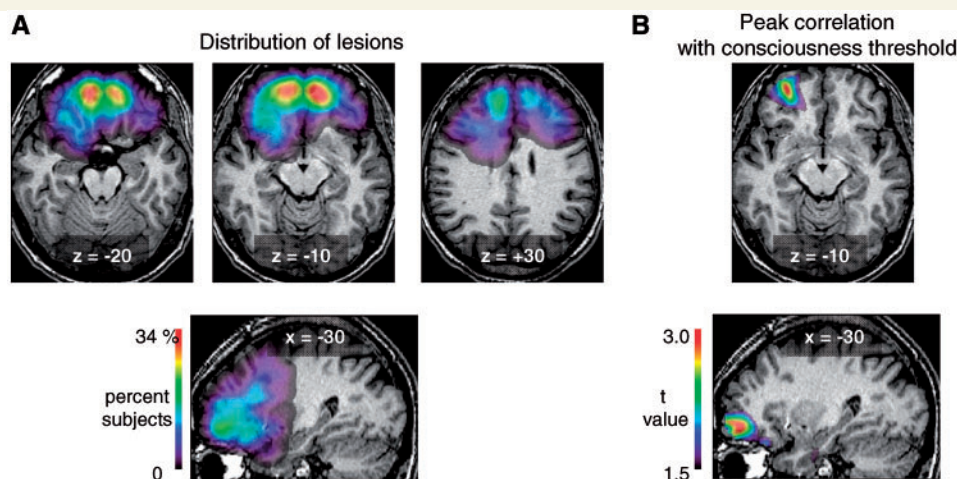 A
Distribution of lesions
z = -20
z = -10
z = +30
34 %
percent
subjects
0
x = -30
B
Peak correlation
with consciousness threshold
z = -10
3.0
t
value
1.5
x = -30